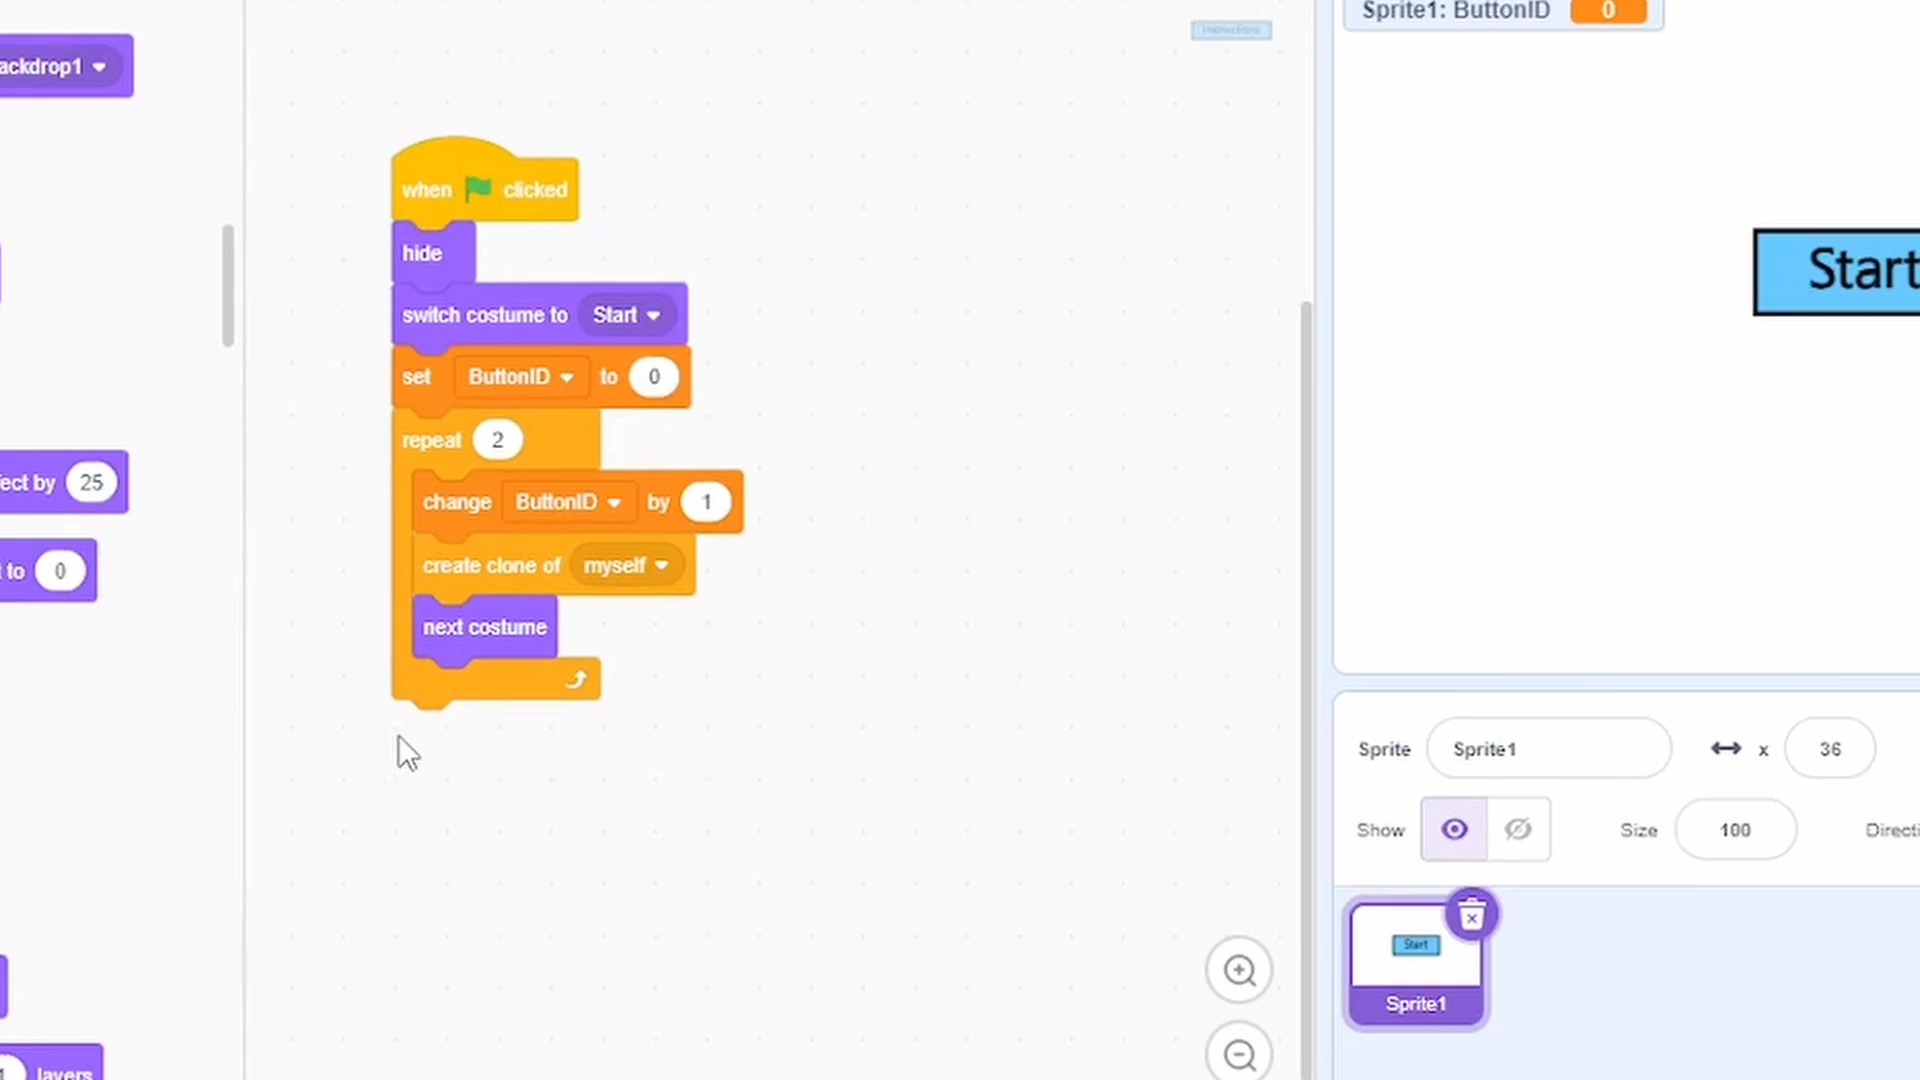 Sprite1: ButtonID 0
Instructions
ackdrop1
when clicked
hide
switch costume to Start
set ButtonID to 0
repeat 2
change ButtonID by 1
create clone of myself
next costume
fect by 25
t to 0
layers
Start
Sprite Sprite1 x 36
Show Size 100 Directi
Start
Sprite1